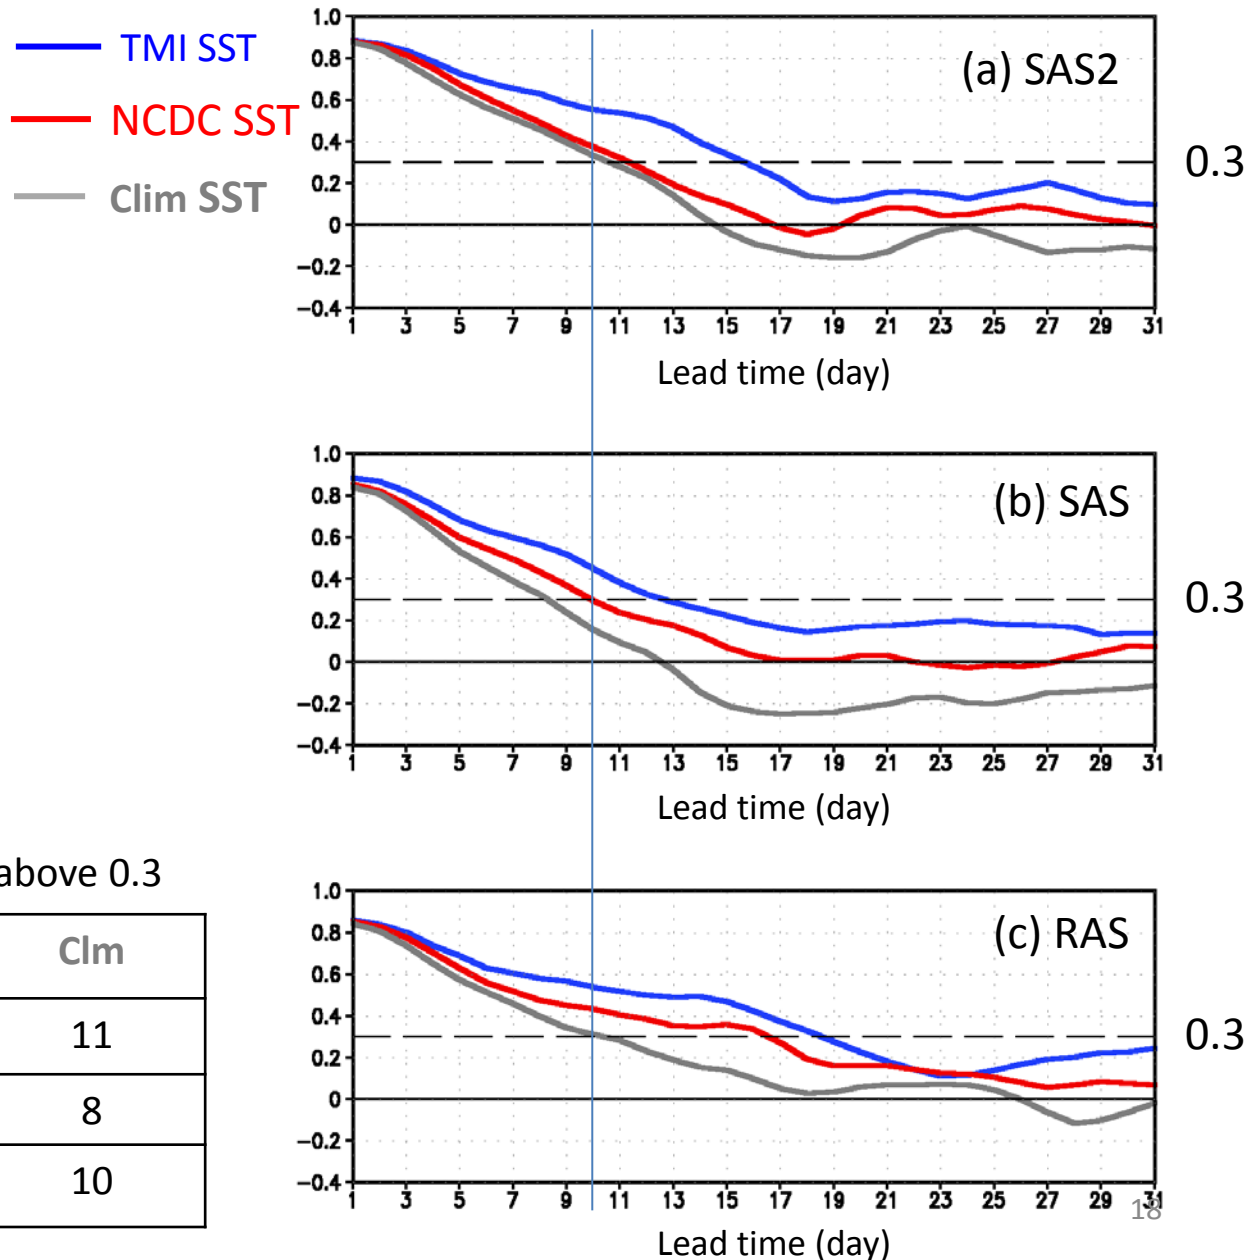 TMI SST
NCDC SST
Clim SST
1.0
0.8
0.6
0.4
0.2
0
−0.2
−0.4
(a) SAS2
0.3
1 3 5 7 9 11 13 15 17 19 21 23 25 27 29 31
Lead time (day)
1.0
0.8
0.6
0.4
0.2
0
−0.2
−0.4
(b) SAS
0.3
1 3 5 7 9 11 13 15 17 19 21 23 25 27 29 31
Lead time (day)
above 0.3
Clm
11
8
10
1.0
0.8
0.6
0.4
0.2
0
−0.2
−0.4
(c) RAS
0.3
1 3 5 7 9 11 13 15 17 19 21 23 25 27 29 31
18
Lead time (day)